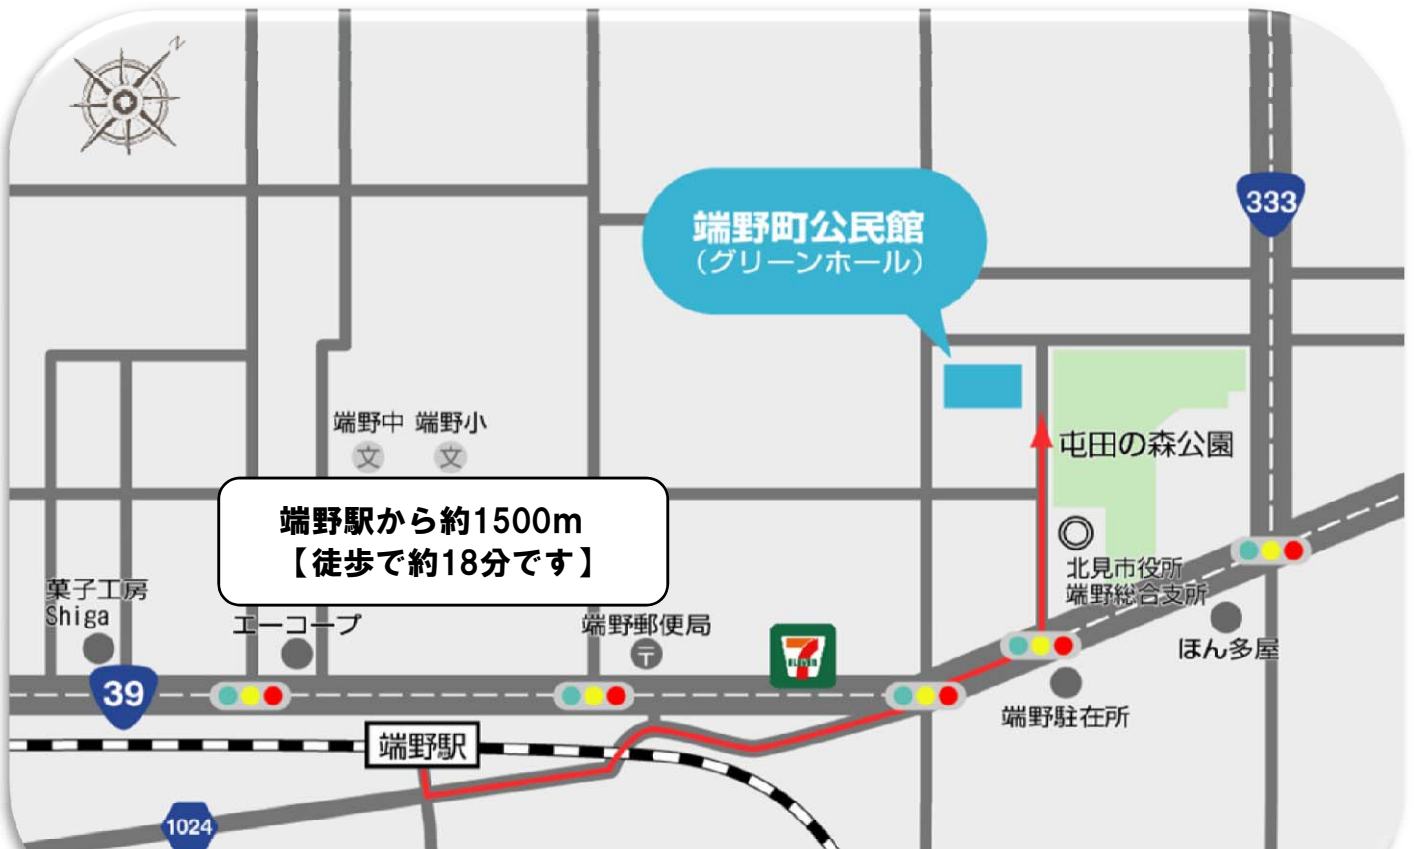 N
333
端野町公民館
（グリーンホール）
端野中 端野小
文 文
屯田の森公園
端野駅から約1500m
【徒歩で約18分です】
北見市役所
端野総合支所
菓子工房
Shiga
エーコープ
端野郵便局
〒
7
ELEVEN
ほん多屋
39
端野駐在所
端野駅
1024